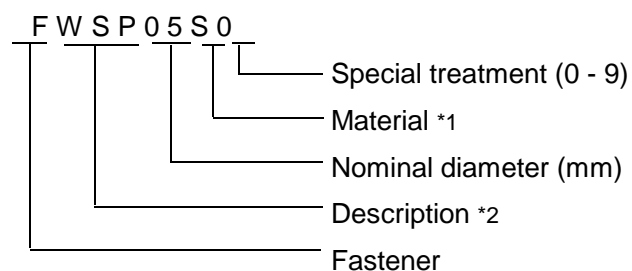 F W S P 0 5 S 0
Special treatment (0 - 9)
Material *1
Nominal diameter (mm)
Description *2
Fastener